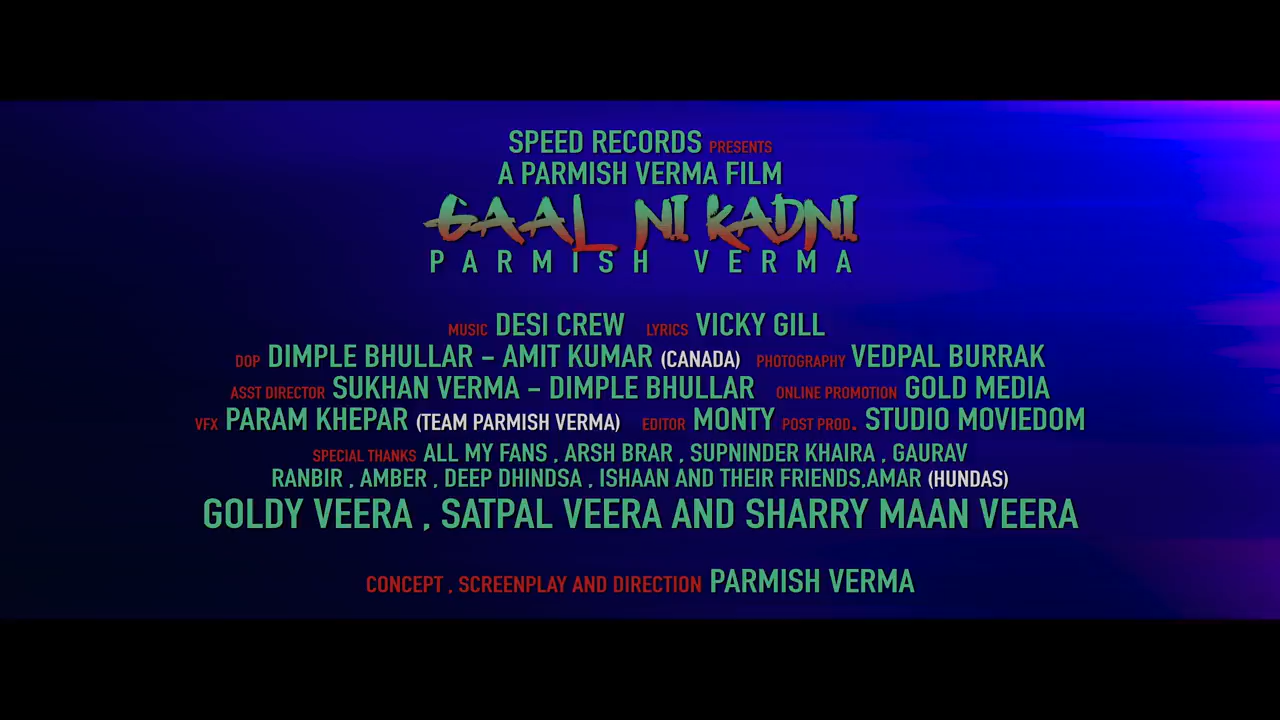 SPEED RECORDS PRESENTS
A PARMISH VERMA FILM
GAAL NI KADNI
PARMISH VERMA
MUSIC DESI CREW LYRICS VICKY GILL
DOP DIMPLE BHULLAR – AMIT KUMAR (CANADA) PHOTOGRAPHY VEDPAL BURRAK
ASST DIRECTOR SUKHAN VERMA – DIMPLE BHULLAR ONLINE PROMOTION GOLD MEDIA
VFX PARAM KHEPAR (TEAM PARMISH VERMA) EDITOR MONTY POST PROD. STUDIO MOVIEDOM
SPECIAL THANKS ALL MY FANS , ARSH BRAR , SUPNINDER KHAIRA , GAURAV
RANBIR , AMBER , DEEP DHINDSA , ISHAAN AND THEIR FRIENDS,AMAR (HUNDAS)
GOLDY VEERA , SATPAL VEERA AND SHARRY MAAN VEERA
CONCEPT , SCREENPLAY AND DIRECTION PARMISH VERMA